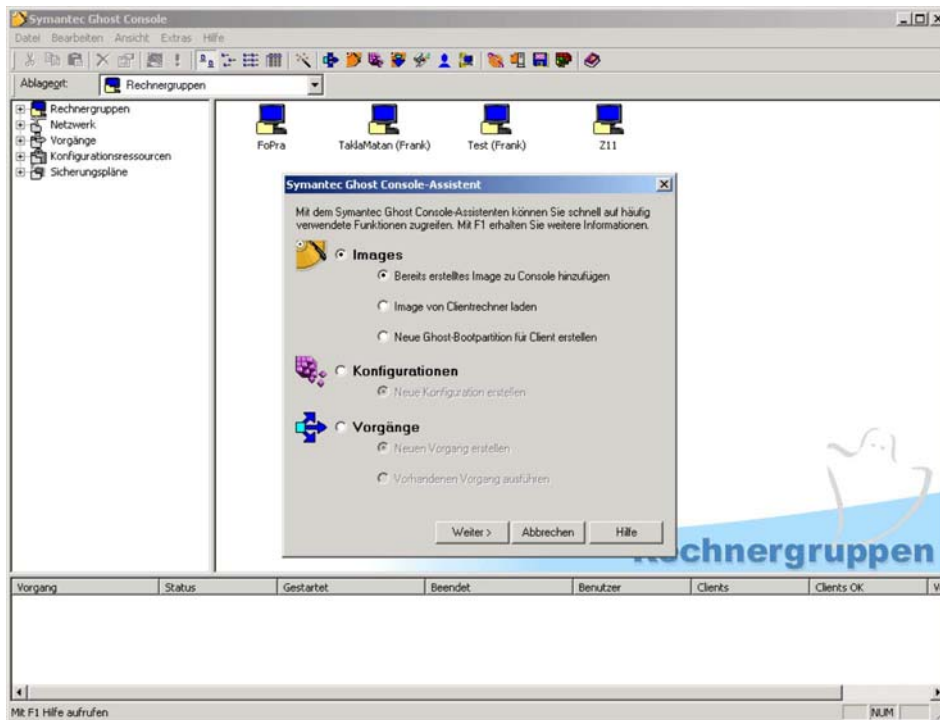 Symantec Ghost Console
Datei Bearbeiten Ansicht Extras Hilfe
Ablageort: Rechnergruppen
Rechnergruppen
Netzwerk
Vorgänge
Konfigurationsressourcen
Sicherungspläne
FoPra TaklaMatan (Frank) Test (Frank) Z11
Symantec Ghost Console-Assistent
Mit dem Symantec Ghost Console-Assistenten können Sie schnell auf häufig
verwendete Funktionen zugreifen. Mit F1 erhalten Sie weitere Informationen.
Images
Bereits erstelltes Image zu Console hinzufügen
Image von Clientrechner laden
Neue Ghost-Bootpartition für Client erstellen
Konfigurationen
Neue Konfiguration erstellen
Vorgänge
Neuen Vorgang erstellen
Vorhandenen Vorgang ausführen
Weiter > Abbrechen Hilfe
Rechnergruppen
Vorgang Status Gestartet Beendet Benutzer Clients Clients OK
Mit F1 Hilfe aufrufen NUM